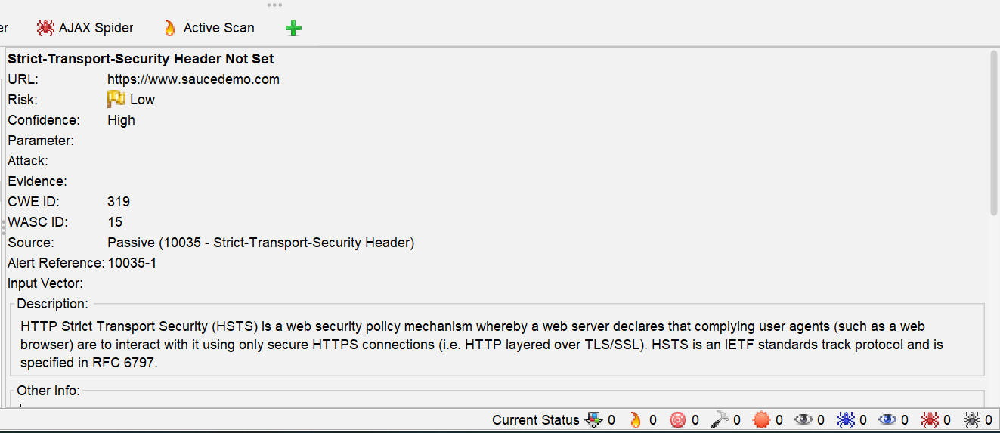 er AJAX Spider Active Scan
Strict-Transport-Security Header Not Set
URL: https://www.saucedemo.com
Risk: Low
Confidence: High
Parameter:
Attack:
Evidence:
CWE ID: 319
WASC ID: 15
Source: Passive (10035 - Strict-Transport-Security Header)
Alert Reference: 10035-1
Input Vector:
Description:
HTTP Strict Transport Security (HSTS) is a web security policy mechanism whereby a web server declares that complying user agents (such as a web
browser) are to interact with it using only secure HTTPS connections (i.e. HTTP layered over TLS/SSL). HSTS is an IETF standards track protocol and is
specified in RFC 6797.
Other Info:
Current Status 0 0 0 0 0 0 0 0 0 0